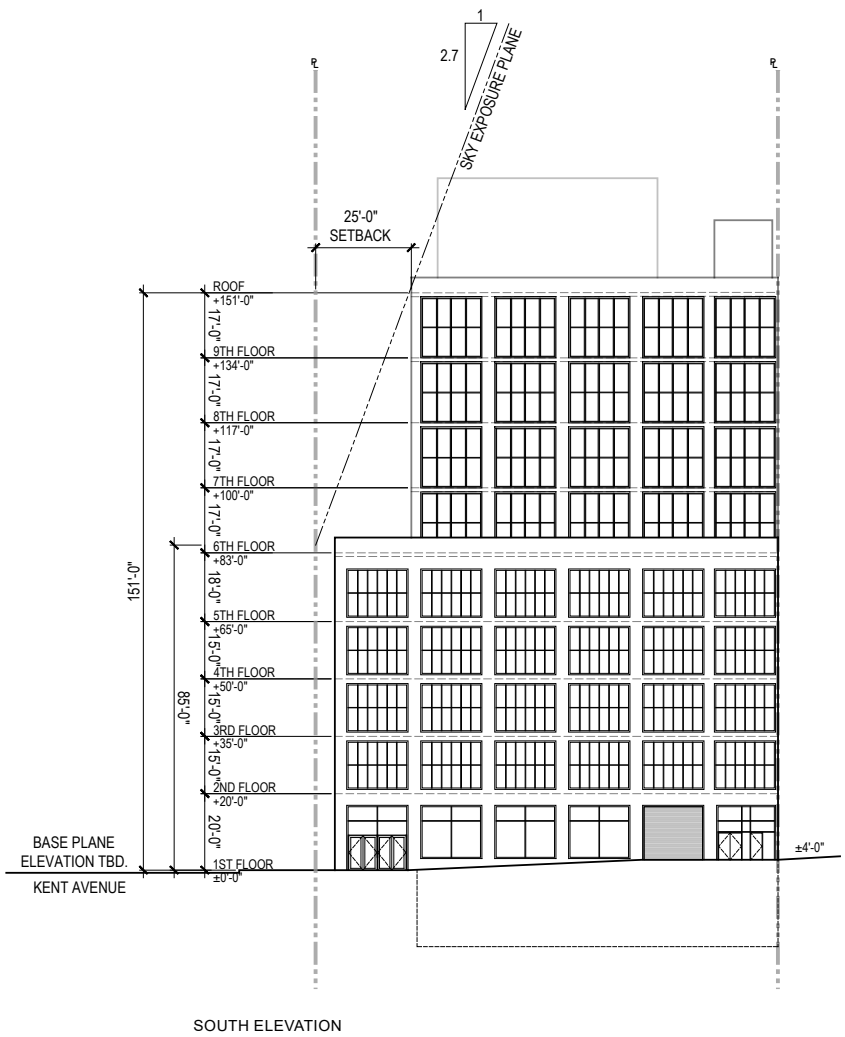 1
2.7
SKY EXPOSURE PLANE
PL
PL
25'-0"
SETBACK
ROOF
+151'-0"
17'-0"
9TH FLOOR
+134'-0"
17'-0"
8TH FLOOR
+117'-0"
17'-0"
7TH FLOOR
+100'-0"
17'-0"
6TH FLOOR
+83'-0"
151'-0"
18'-0"
5TH FLOOR
+65'-0"
15'-0"
4TH FLOOR
+50'-0"
85'-0"
15'-0"
3RD FLOOR
+35'-0"
15'-0"
2ND FLOOR
+20'-0"
20'-0"
BASE PLANE
ELEVATION TBD.
1ST FLOOR
±0'-0"
±4'-0"
KENT AVENUE
SOUTH ELEVATION